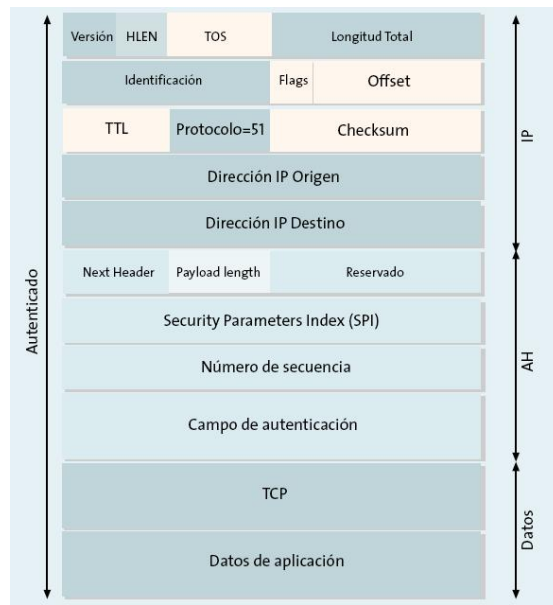 Versión HLEN TOS Longitud Total
Identificación Flags Offset
TTL Protocolo=51 Checksum
Dirección IP Origen
Dirección IP Destino
IP
Next Header Payload length Reservado
Security Parameters Index (SPI)
Número de secuencia
Campo de autenticación
AH
TCP
Datos de aplicación
Datos
Autenticado